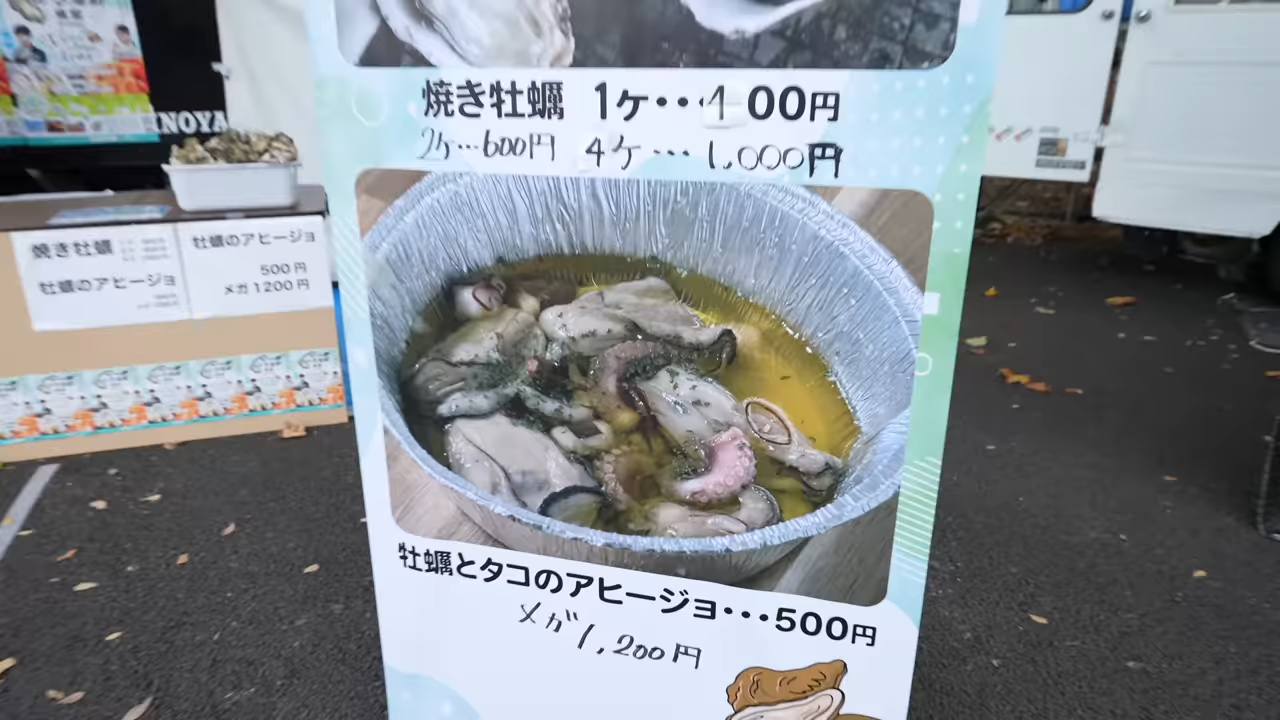 焼き牡蠣 1ケ･･･400円
2ケ…600円 4ケ…1,000円
牡蠣とタコのアヒージョ･･･500円
メガ1,200円
INOYA
焼き牡蠣
牡蠣のアヒージョ
牡蠣のアヒージョ
500円
メガ1200円